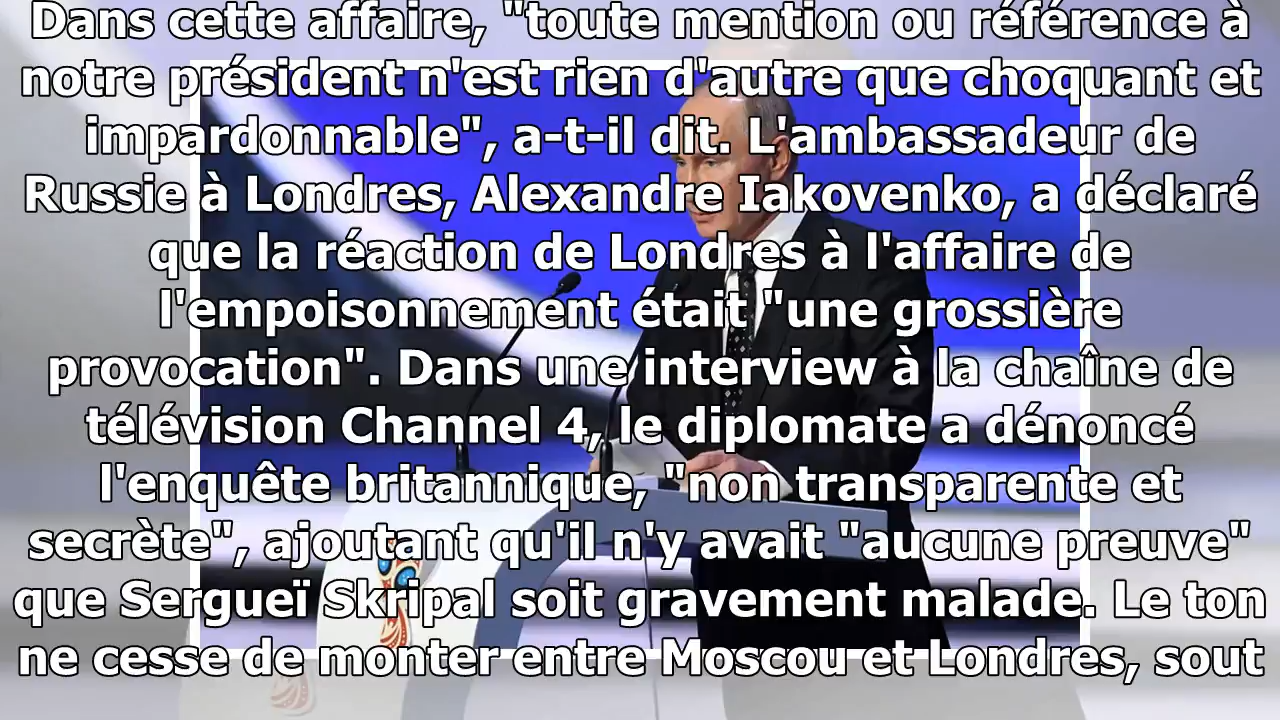 Dans cette affaire, "toute mention ou référence à
notre président n'est rien d'autre que choquant et
impardonnable", a-t-il dit. L'ambassadeur de
Russie à Londres, Alexandre Iakovenko, a déclaré
que la réaction de Londres à l'affaire de
l'empoisonnement était "une grossière
provocation". Dans une interview à la chaîne de
télévision Channel 4, le diplomate a dénoncé
l'enquête britannique, "non transparente et
secrète", ajoutant qu'il n'y avait "aucune preuve"
que Sergueï Skripal soit gravement malade. Le ton
ne cesse de monter entre Moscou et Londres, sout